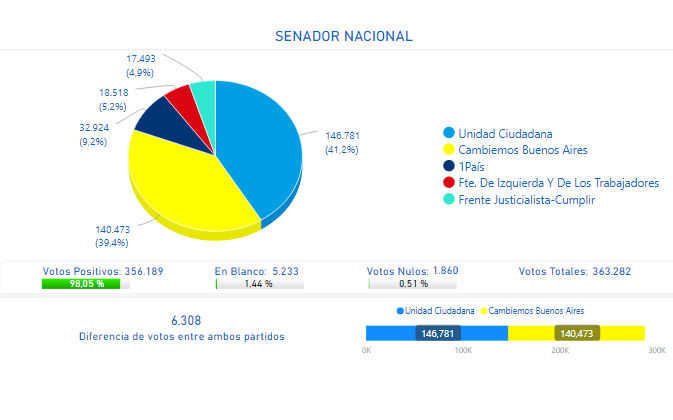 SENADOR NACIONAL
17.493
(4,9%)
18.518
(5,2%)
32.924
(9,2%)
146.781
(41,2%)
140.473
(39,4%)
Unidad Ciudadana
Cambiemos Buenos Aires
1País
Fte. De Izquierda Y De Los Trabajadores
Frente Justicialista-Cumplir
Votos Positivos: 356.189
98,05 %
En Blanco: 5.233
1,44 %
Votos Nulos: 1.860
0,51 %
Votos Totales: 363.282
6.308
Diferencia de votos entre ambos partidos
Unidad Ciudadana Cambiemos Buenos Aires
146,781 140,473
0K 100K 200K 300K